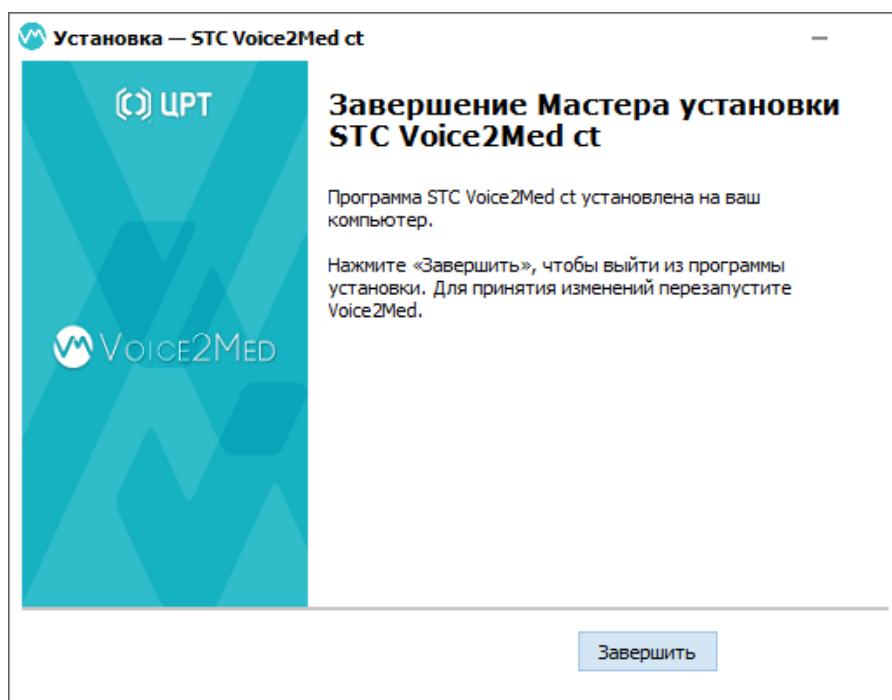 Установка — STC Voice2Med ct
ЦРТ
Завершение Мастера установки
STC Voice2Med ct
Программа STC Voice2Med ct установлена на ваш
компьютер.
Нажмите «Завершить», чтобы выйти из программы
установки. Для принятия изменений перезапустите
Voice2Med.
VOICE2MED
Завершить